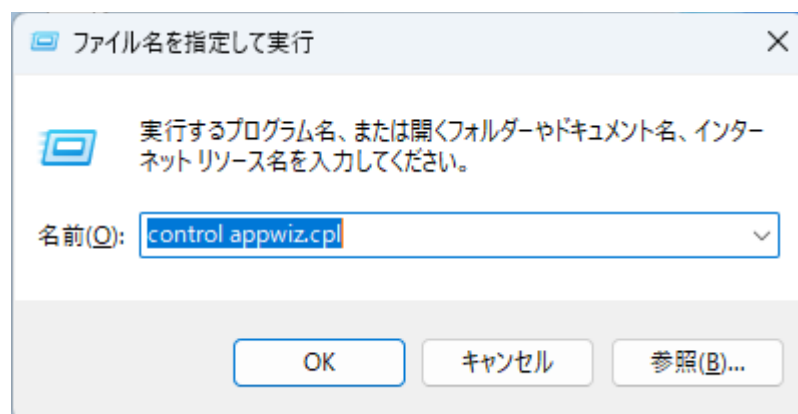 ファイル名を指定して実行
実行するプログラム名、または開くフォルダーやドキュメント名、インター
ネット リソース名を入力してください。
名前(O): control appwiz.cpl
OK キャンセル 参照(B)...